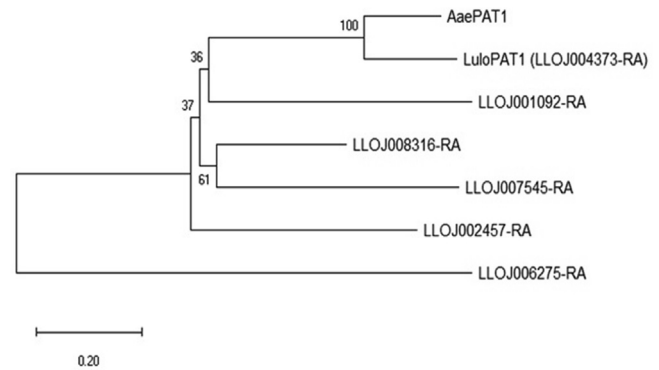 AaePAT1
100
LuloPAT1 (LLOJ004373-RA)
36
LLOJ001092-RA
37
LLOJ008316-RA
61
LLOJ007545-RA
LLOJ002457-RA
LLOJ006275-RA
0.20